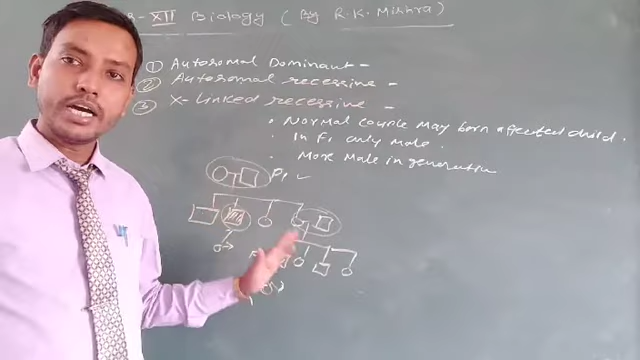 XII Biology (By R.K. Mishra)
① Autosomal Dominant -
② Autosomal recessive -
③ X-Linked recessive -
• Normal couple may born affected child.
• In F₁ only male.
• More male in generation
P₁ ✓